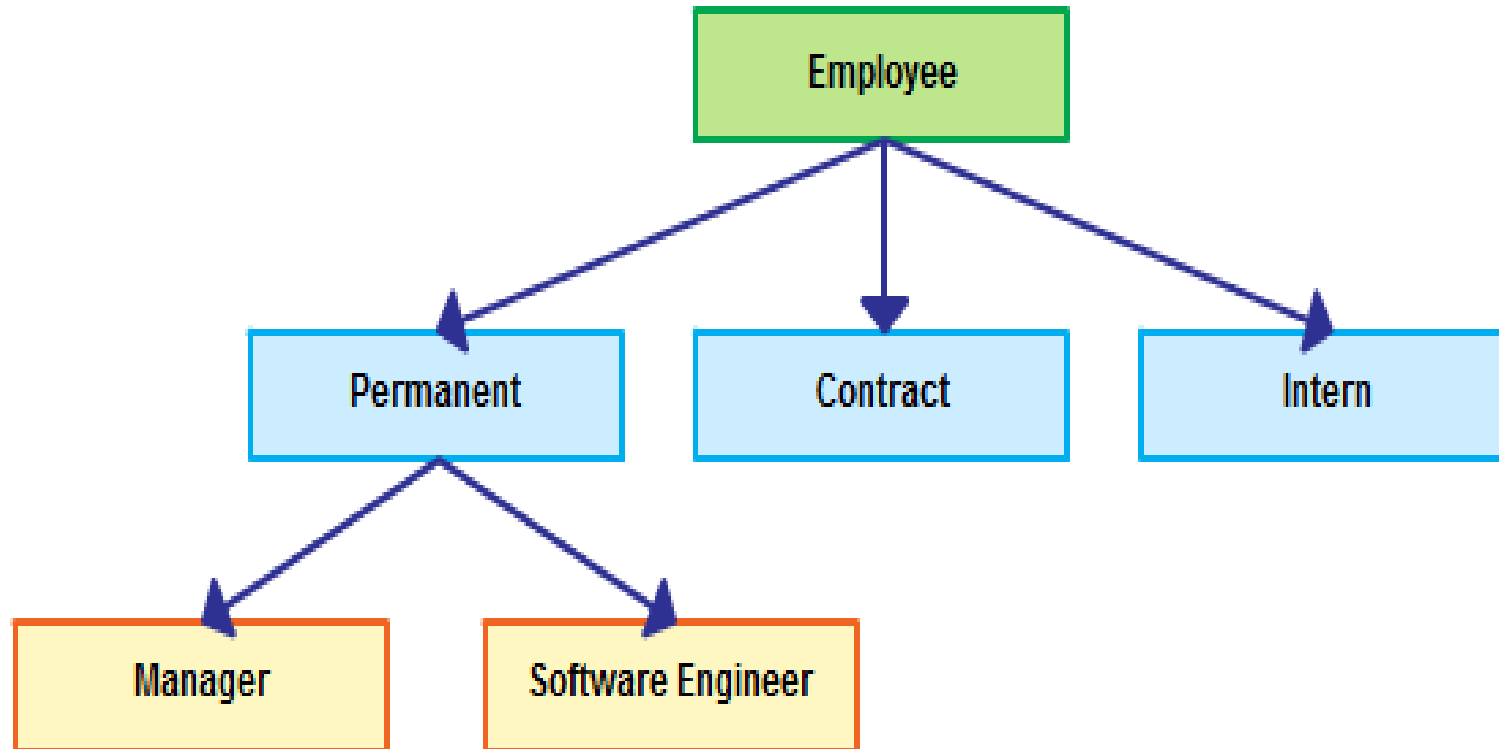 Employee
Permanent
Contract
Intern
Manager
Software Engineer